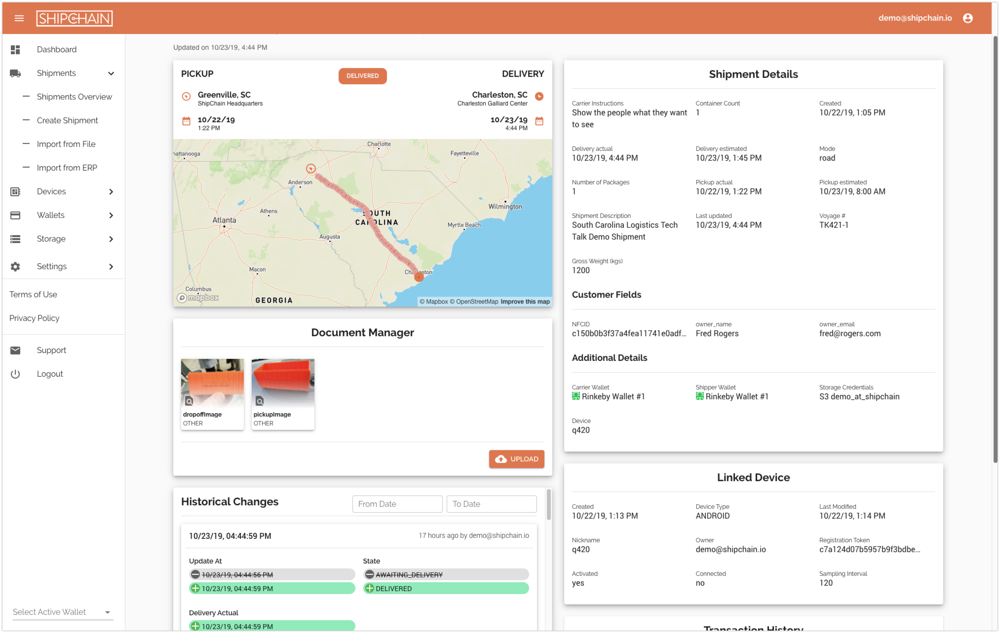 SHIPCHAIN
demo@shipchain.io
Dashboard
Shipments
Shipments Overview
Create Shipment
Import from File
Import from ERP
Devices
Wallets
Storage
Settings
Terms of Use
Privacy Policy
Support
Logout
Select Active Wallet
Updated on 10/23/19, 4:44 PM
PICKUP
DELIVERED
DELIVERY
Greenville, SC
ShipChain Headquarters
10/22/19
1:22 PM
Charleston, SC
Charleston Galliard Center
10/23/19
4:44 PM
Charlotte
hattanooga
Fayetteville
Anderson
Wilmington
Athens
SOUTH
CAROLINA
Atlanta
Myrtle Beach
Augusta
Macon
Charleston
Columbus
mapbox
GEORGIA
© Mapbox © OpenStreetMap Improve this map
Document Manager
dropoffImage
OTHER
pickupImage
OTHER
UPLOAD
Historical Changes
From Date
To Date
10/23/19, 04:44:59 PM
17 hours ago by demo@shipchain.io
Update At
10/23/19, 04:44:56 PM
10/23/19, 04:44:59 PM
State
AWAITING_DELIVERY
DELIVERED
Delivery Actual
10/23/19, 04:44:59 PM
Shipment Details
Carrier Instructions
Show the people what they want
to see
Container Count
1
Created
10/22/19, 1:05 PM
Delivery actual
10/23/19, 4:44 PM
Delivery estimated
10/23/19, 1:45 PM
Mode
road
Number of Packages
1
Pickup actual
10/22/19, 1:22 PM
Pickup estimated
10/23/19, 8:00 AM
Shipment Description
South Carolina Logistics Tech
Talk Demo Shipment
Last updated
10/23/19, 4:44 PM
Voyage #
TK421-1
Gross Weight (kgs)
1200
Customer Fields
NFCID
c150b0b3f37a4fea11741e0adf...
owner_name
Fred Rogers
owner_email
fred@rogers.com
Additional Details
Carrier Wallet
Rinkeby Wallet #1
Shipper Wallet
Rinkeby Wallet #1
Storage Credentials
S3 demo_at_shipchain
Device
q420
Linked Device
Created
10/22/19, 1:13 PM
Device Type
ANDROID
Last Modified
10/22/19, 1:14 PM
Nickname
q420
Owner
demo@shipchain.io
Registration Token
c7a124d07b5957b9f3bdbe...
Activated
yes
Connected
no
Sampling Interval
120
Transaction History